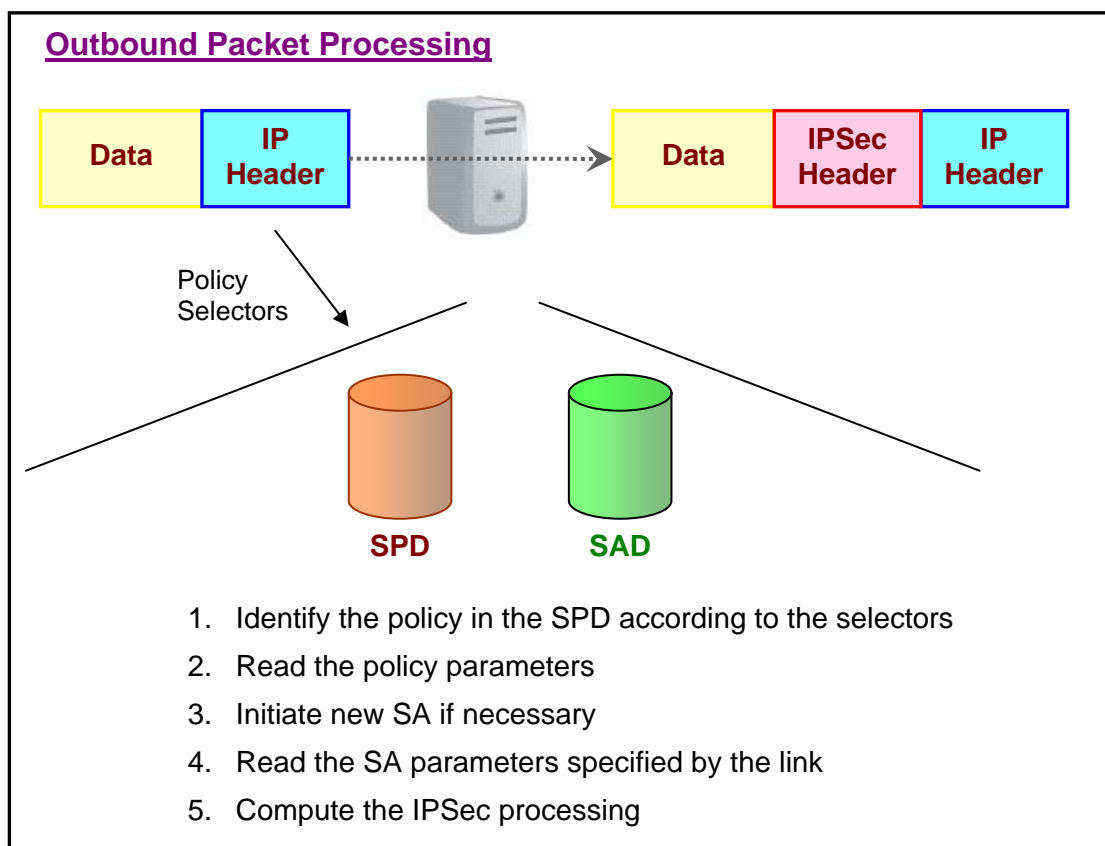 Outbound Packet Processing
Data
IP
Header
Data
IPSec
Header
IP
Header
Policy
Selectors
SPD
SAD
1. Identify the policy in the SPD according to the selectors
2. Read the policy parameters
3. Initiate new SA if necessary
4. Read the SA parameters specified by the link
5. Compute the IPSec processing